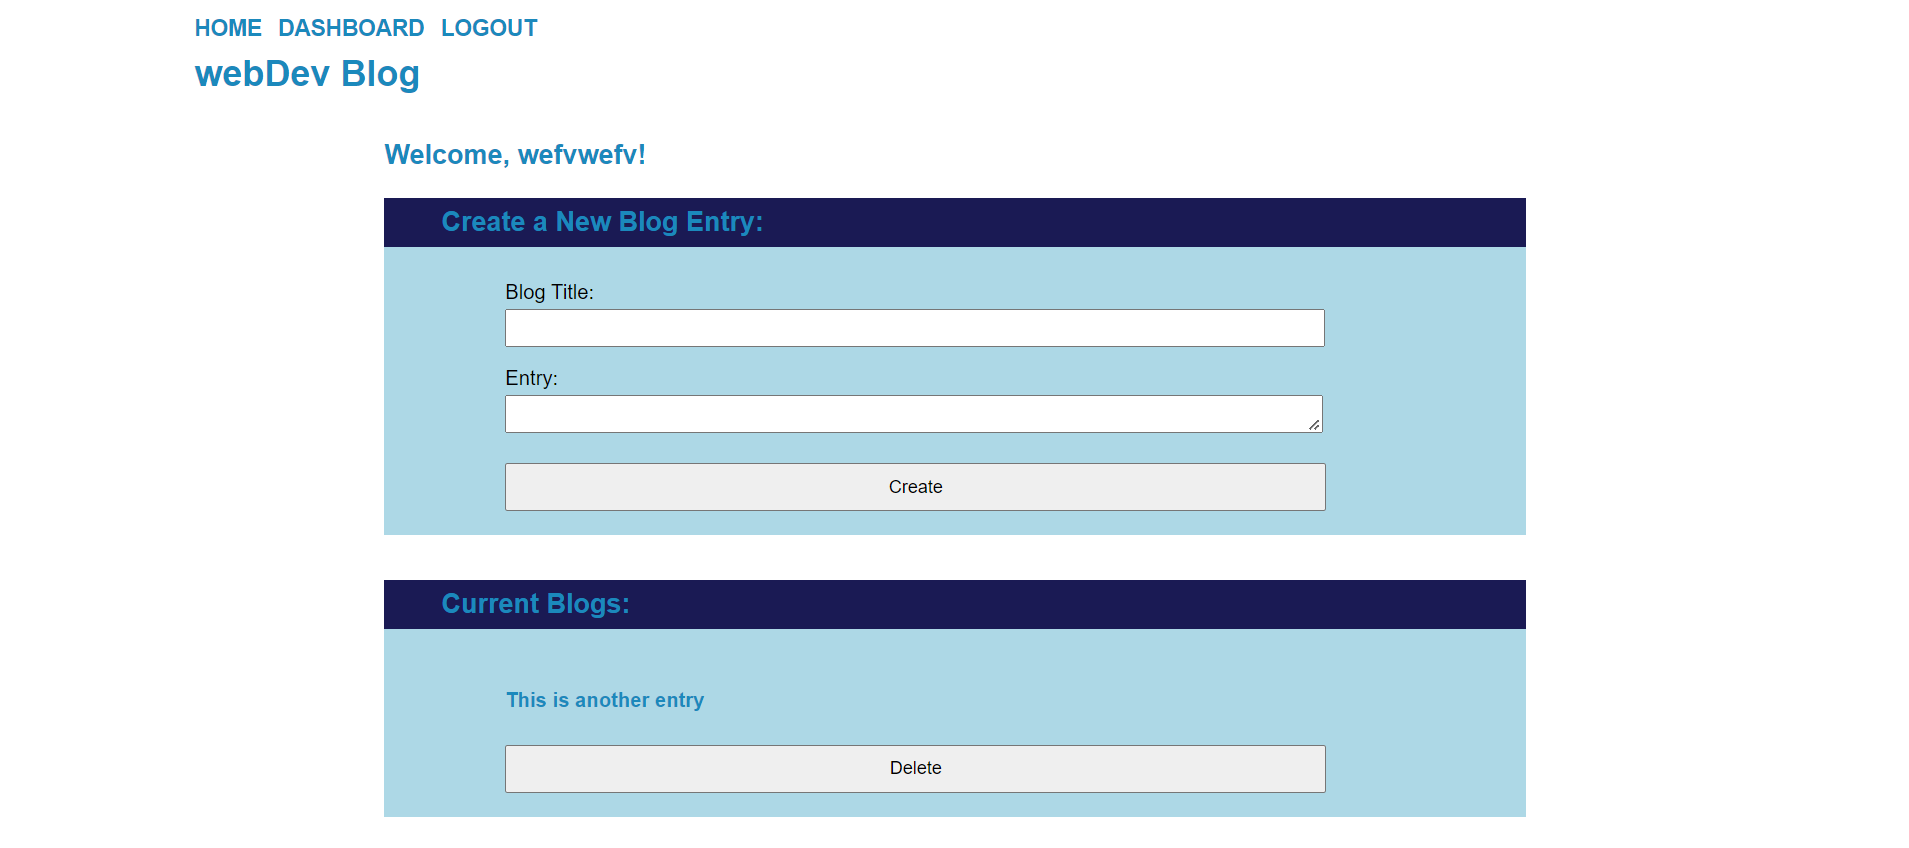 HOME DASHBOARD LOGOUT
webDev Blog
Welcome, wefvwefv!
Create a New Blog Entry:
Blog Title:
Entry:
Create
Current Blogs:
This is another entry
Delete